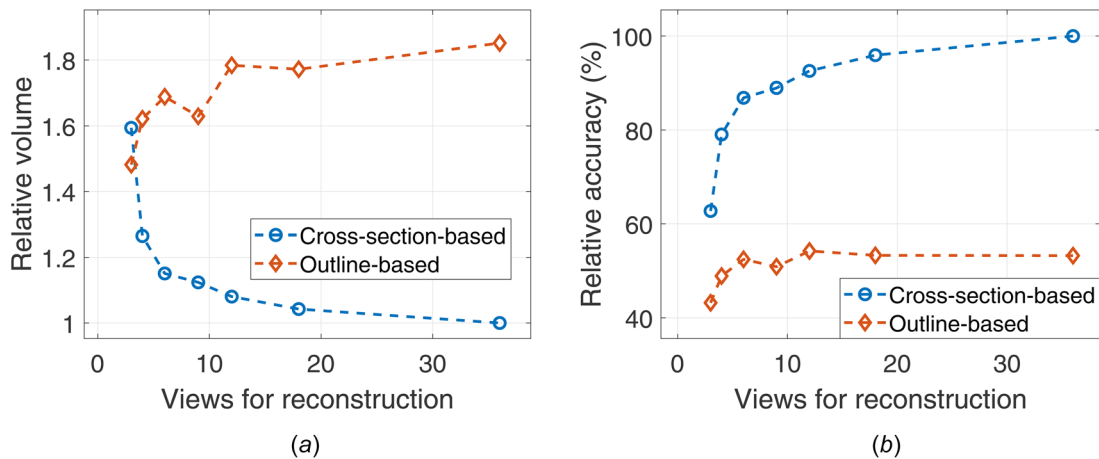 1.8
1.6
1.4
1.2
1
Relative volume
Cross-section-based
Outline-based
0 10 20 30
Views for reconstruction
(a)
100
80
60
40
Relative accuracy (%)
Cross-section-based
Outline-based
0 10 20 30
Views for reconstruction
(b)